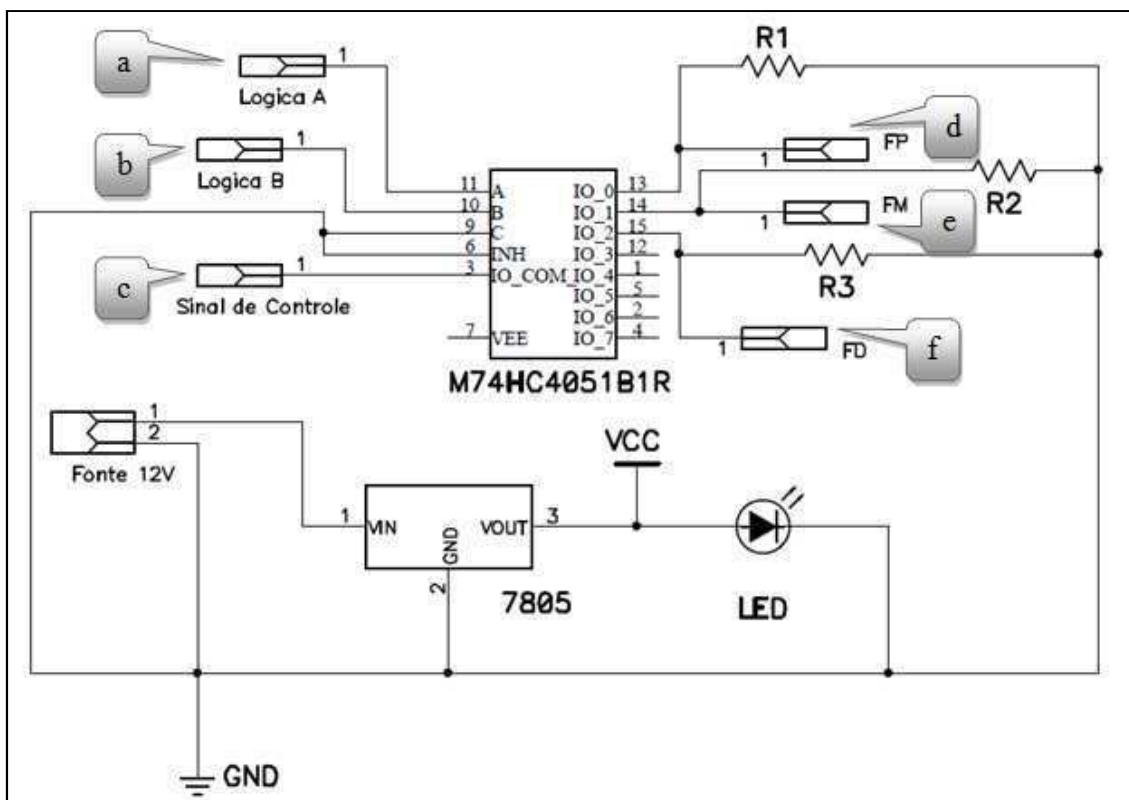 a
1
Logica A
b
1
Logica B
c
1
Sinal de Controle
11 A IO_0 13
10 B IO_1 14
9 C IO_2 15
6 INH IO_3 12
3 IO_COM IO_4 1
IO_5 5
IO_6 2
7 VEE IO_7 4
M74HC4051B1R
R1
d
1 FP
R2
1 FM
e
R3
1 FD
f
1
2
Fonte 12V
1 VIN VOUT 3
GND
2
7805
VCC
LED
GND